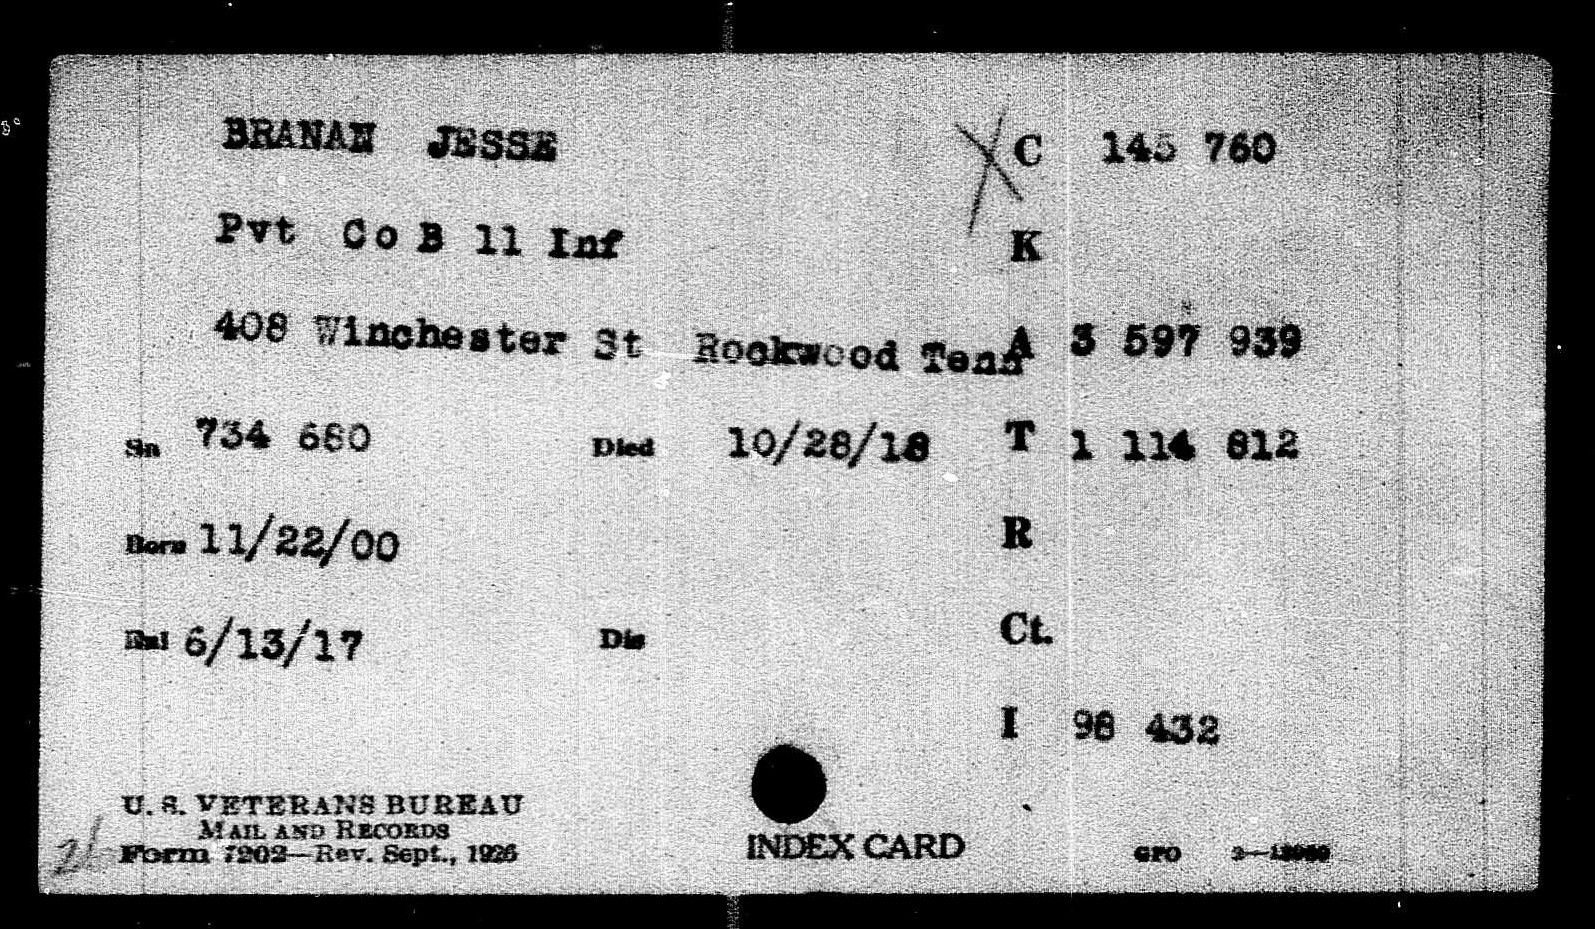 BRANAN JESSE C 145 760
Pvt Co B 11 Inf K
408 Winchester St Rockwood Tenn A 3 597 939
Sn 734 680 Died 10/28/18 T 1 114 812
Born 11/22/00 R
Enl 6/13/17 Dis Ct.
I 98 432
U. S. VETERANS BUREAU
MAIL AND RECORDS
Form 7202—Rev. Sept., 1926 INDEX CARD GPO